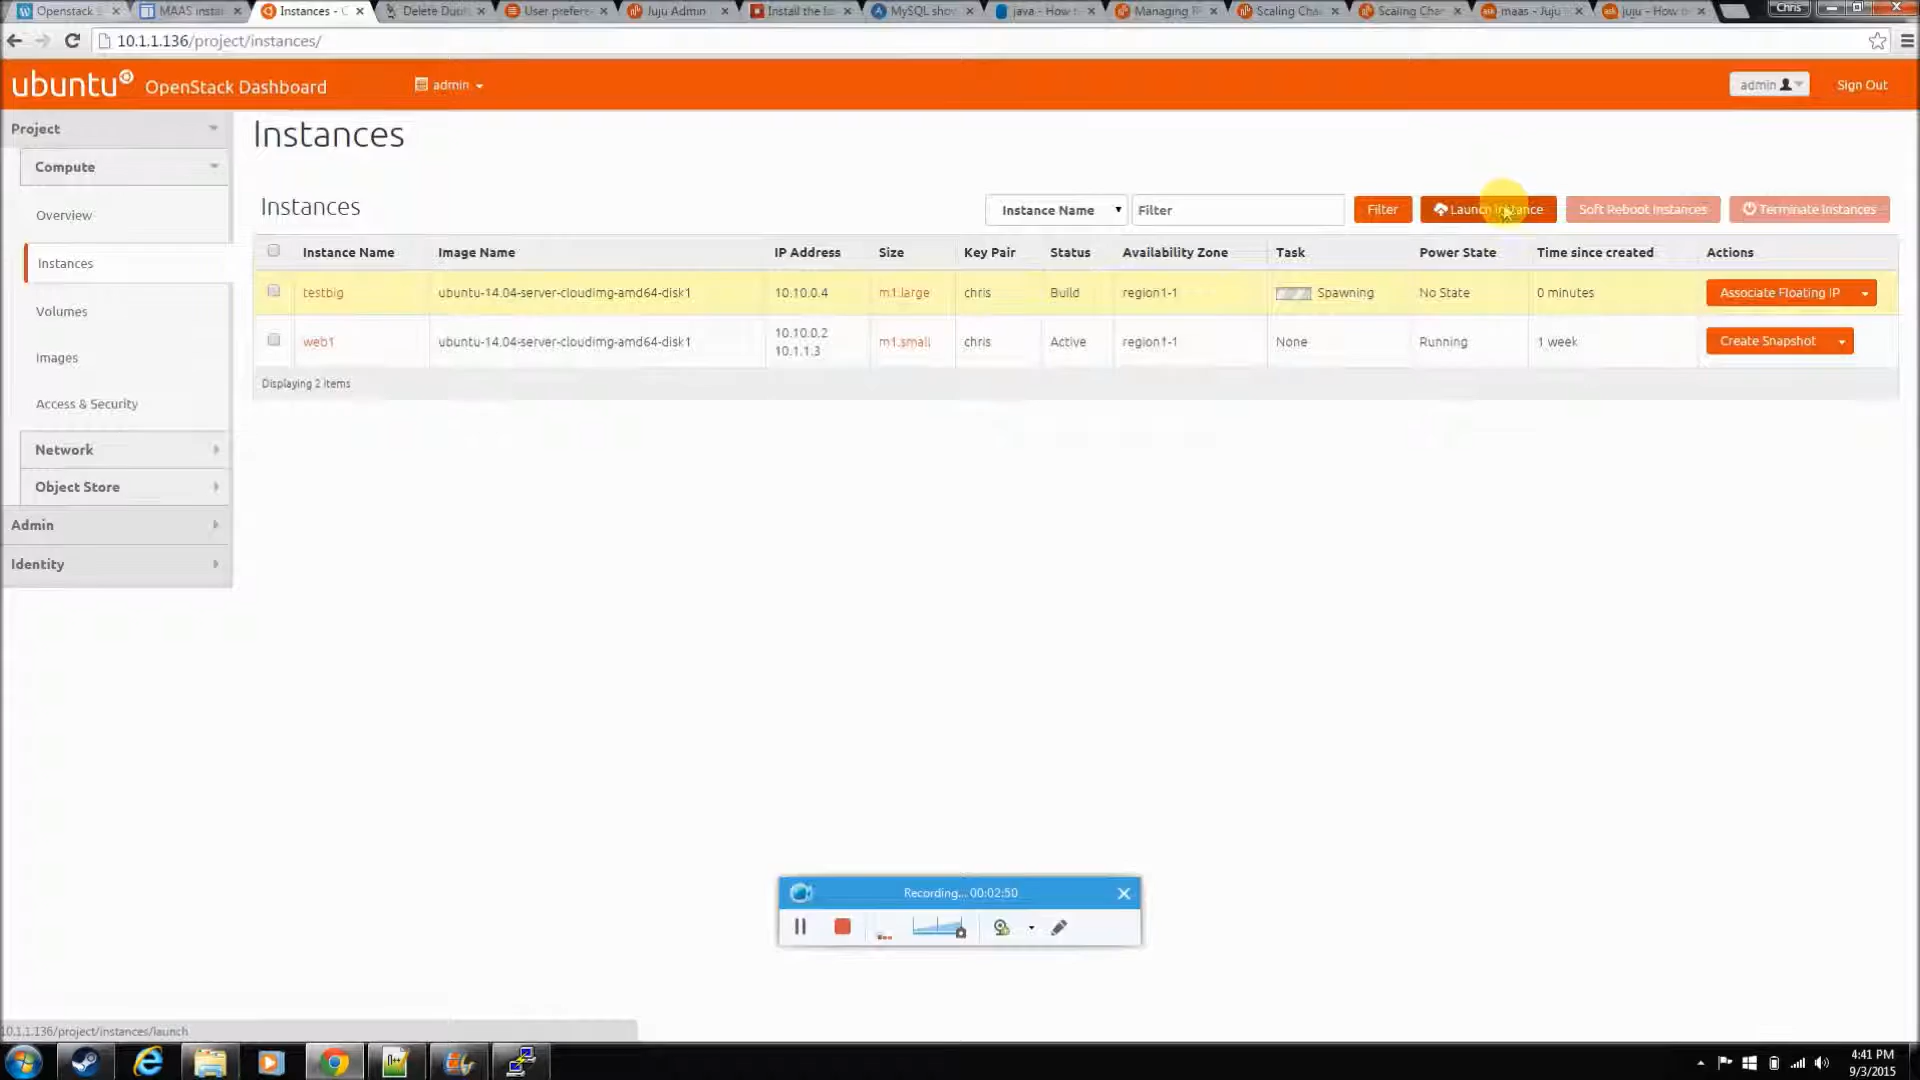 Openstack
MAAS instal
Instances - O
Delete Dupl
User prefere
Juju Admin
Install the
MySQL sho
java - How t
Managing
Scaling Cha
Scaling Char
maas - Juju
juju - How
Chris
10.1.1.136/project/instances/
ubuntu OpenStack Dashboard
admin
admin
Sign Out
Project
Compute
Overview
Instances
Volumes
Images
Access & Security
Network
Object Store
Admin
Identity
Instances
Instances
Instance Name
Filter
Filter
Launch Instance
Soft Reboot Instances
Terminate Instances
Instance Name Image Name IP Address Size Key Pair Status Availability Zone Task Power State Time since created Actions
testbig ubuntu-14.04-server-cloudimg-amd64-disk1 10.10.0.4 m1.large chris Build region1-1 Spawning No State 0 minutes Associate Floating IP
web1 ubuntu-14.04-server-cloudimg-amd64-disk1 10.10.0.2 m1.small chris Active region1-1 None Running 1 week Create Snapshot
10.1.1.3
Displaying 2 items
Recording... 00:02:50
10.1.1.136/project/instances/launch
4:41 PM
9/3/2015